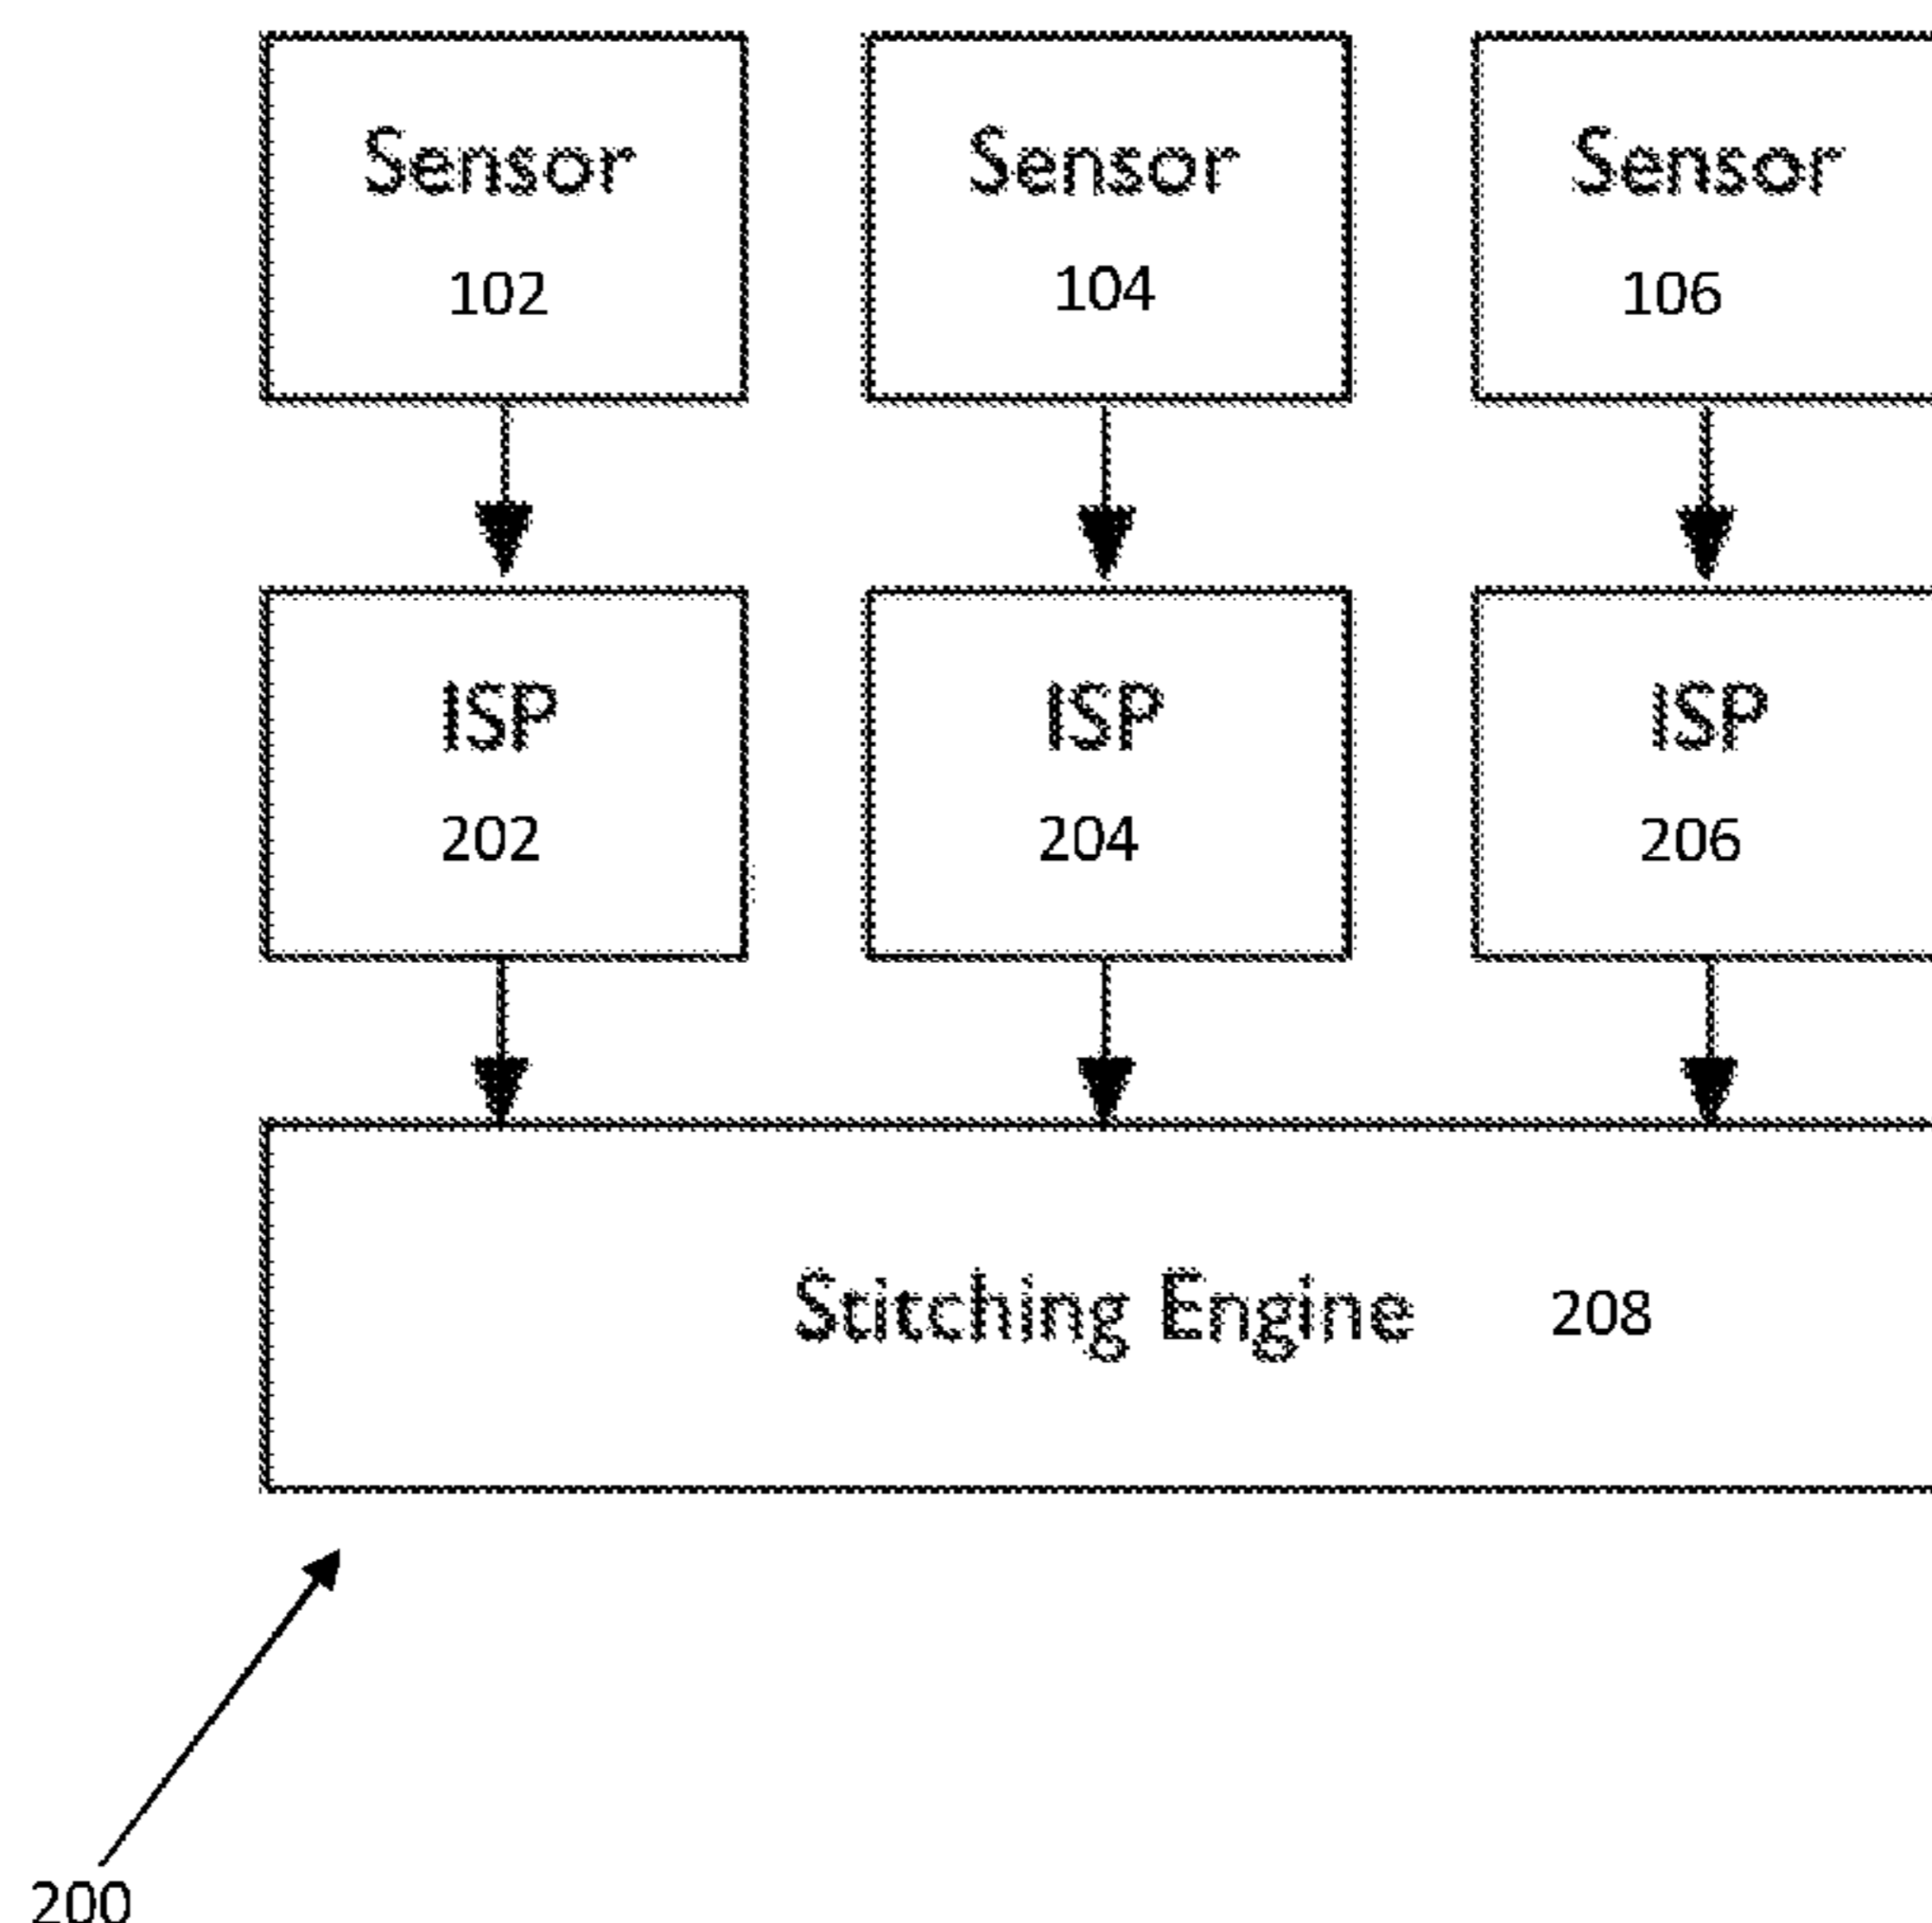 Sensor Sensor Sensor
102 104 106
ISP ISP ISP
202 204 206
Stitching Engine 208
200